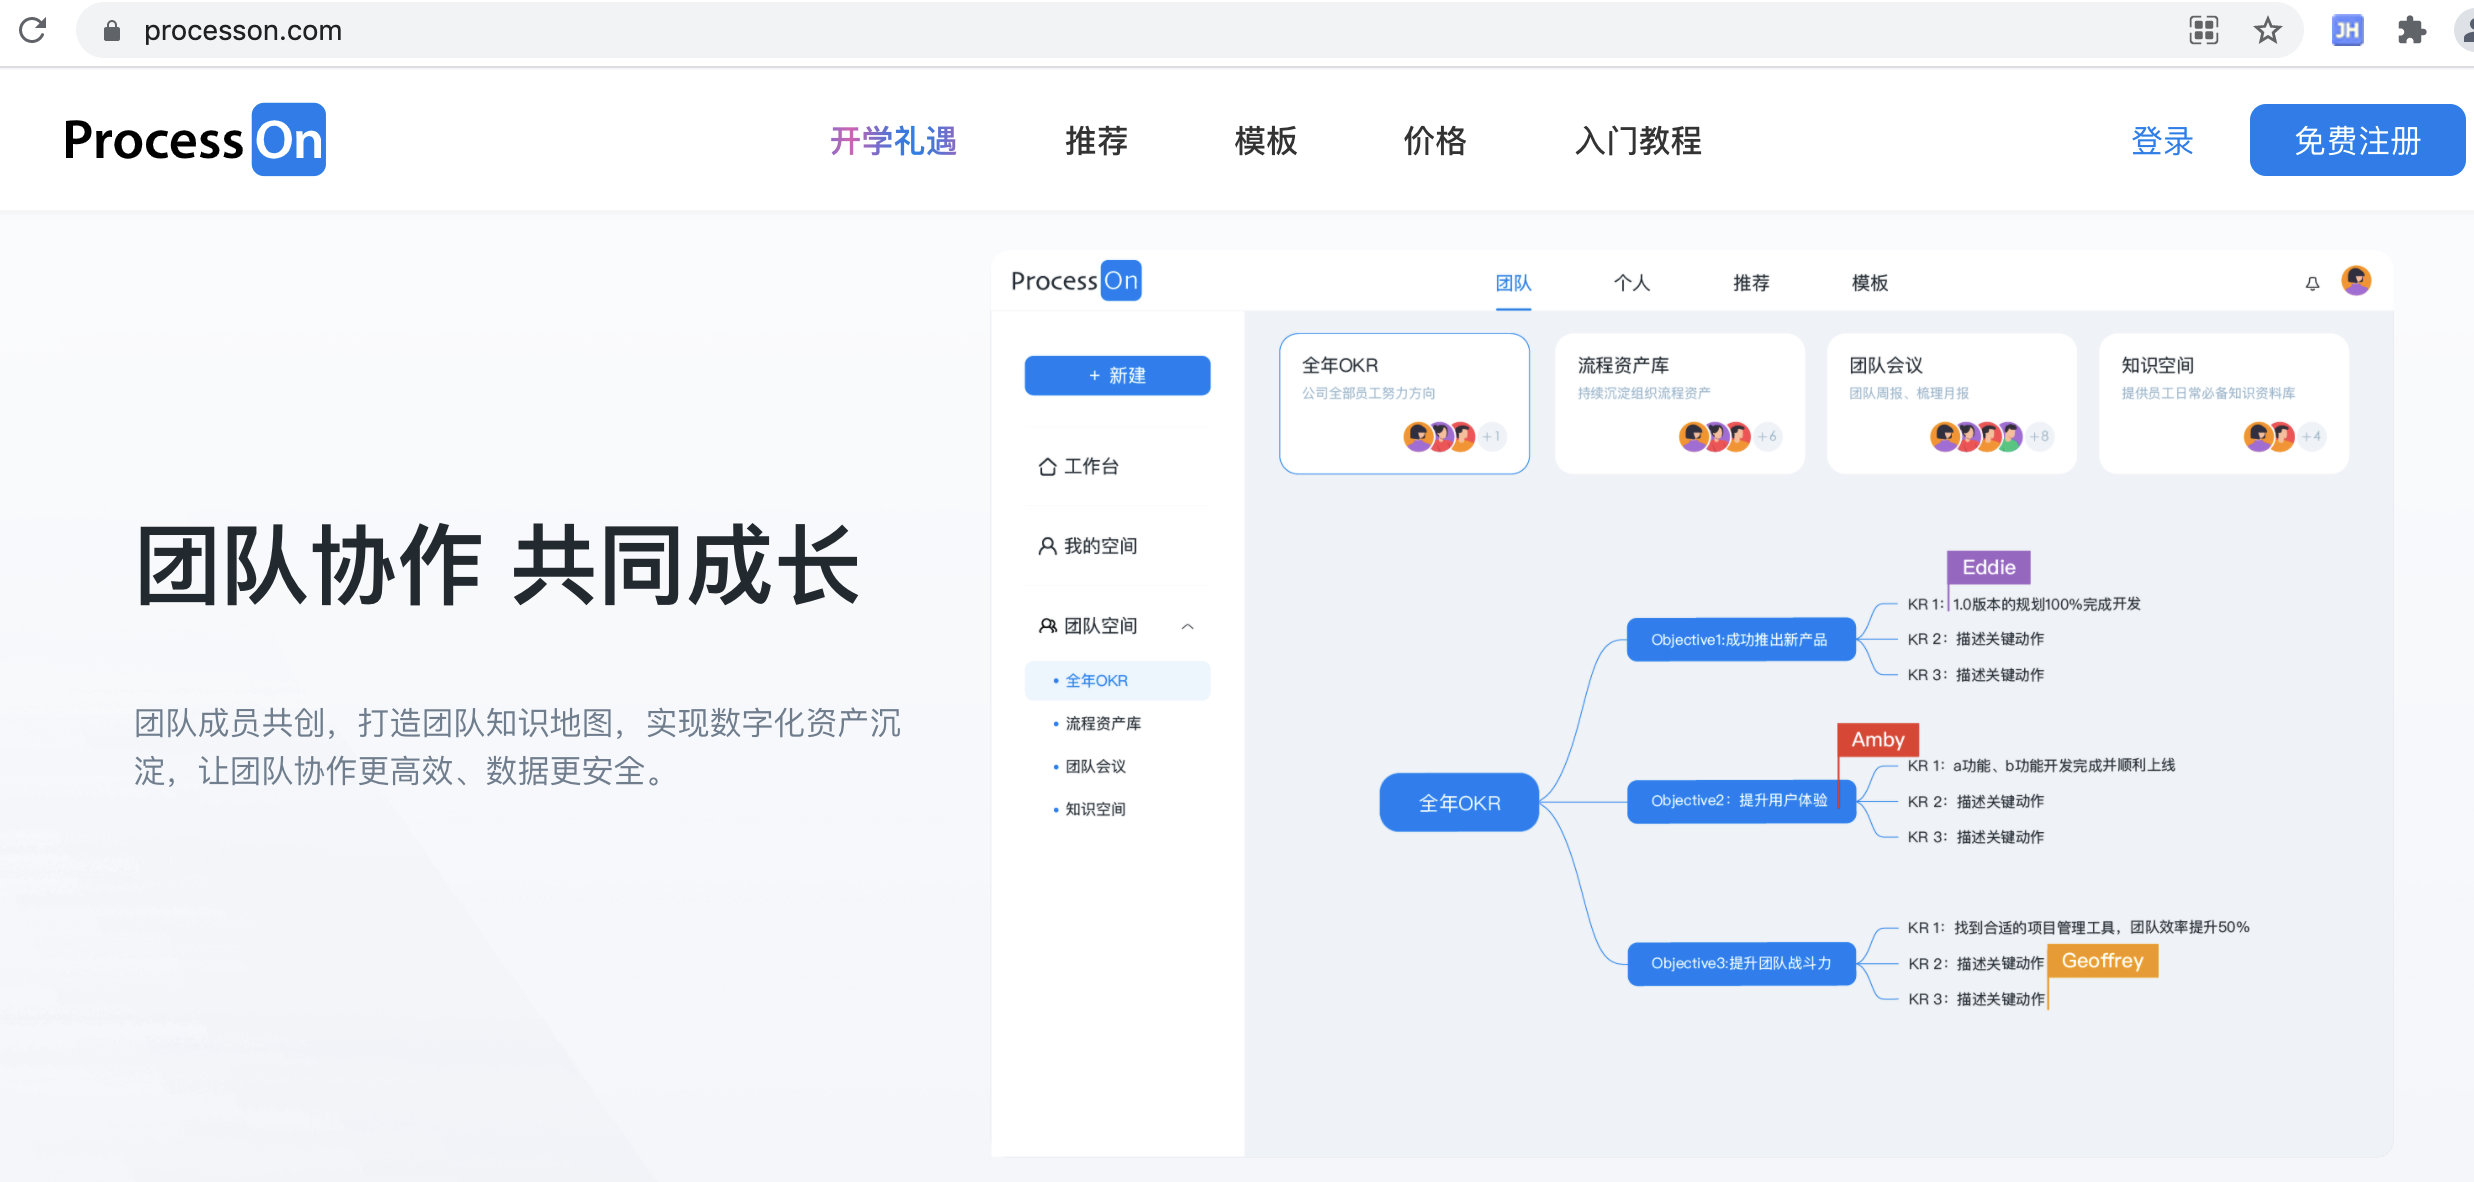 processon.com
JH
Process On
开学礼遇 推荐 模板 价格 入门教程
登录 免费注册
团队协作 共同成长
团队成员共创，打造团队知识地图，实现数字化资产沉
淀，让团队协作更高效、数据更安全。
Process On
团队 个人 推荐 模板
+ 新建
工作台
我的空间
团队空间
全年OKR
流程资产库
团队会议
知识空间
全年OKR
公司全部员工努力方向
+1
流程资产库
持续沉淀组织流程资产
+6
团队会议
团队周报、梳理月报
+8
知识空间
提供员工日常必备知识资料库
+4
全年OKR
Objective1:成功推出新产品
Eddie
KR 1：1.0版本的规划100%完成开发
KR 2：描述关键动作
KR 3：描述关键动作
Amby
Objective2：提升用户体验
KR 1：a功能、b功能开发完成并顺利上线
KR 2：描述关键动作
KR 3：描述关键动作
Objective3:提升团队战斗力
KR 1：找到合适的项目管理工具，团队效率提升50%
KR 2：描述关键动作
Geoffrey
KR 3：描述关键动作